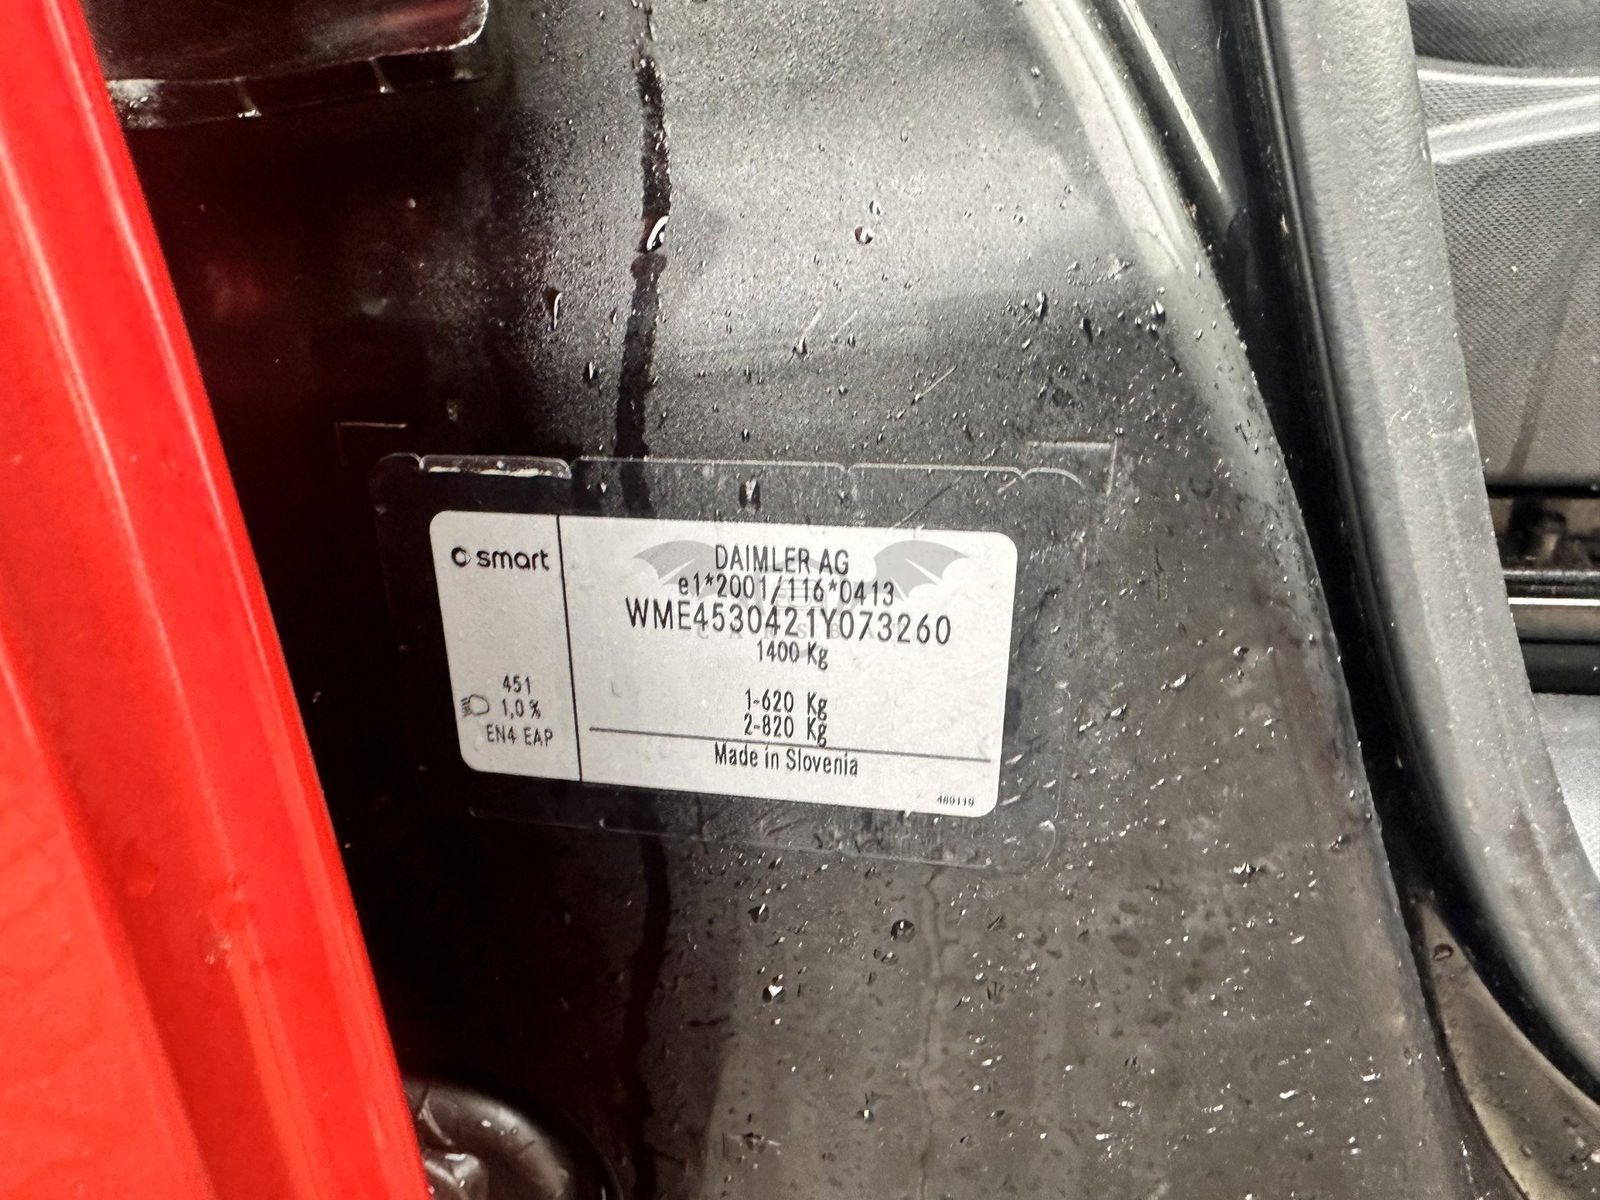 smart
DAIMLER AG
e1*2001/116*0413
WME4530421Y073260
1400 Kg
1-620 Kg
2-820 Kg
451
1,0%
EN4 EAP
Made in Slovenia
469119